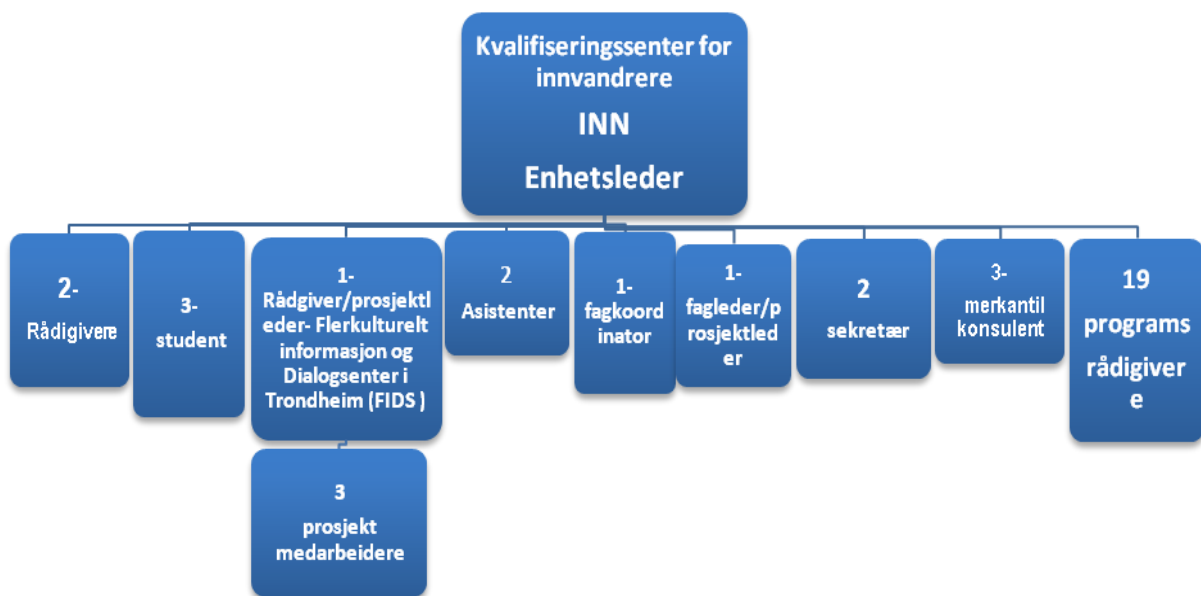 Kvalifiseringssenter for
innvandrere
INN
Enhetsleder
2-
Rådigivere
3-
student
1-
Rådgiver/prosjektl
eder- Flerkulturelt
informasjon og
Dialogsenter i
Trondheim (FIDS )
2
Asistenter
1-
fagkoord
inator
1-
fagleder/p
rosjektled
er
2
sekretær
3-
merkantil
konsulent
19
programs
rådigiver
e
3
prosjekt
medarbeidere